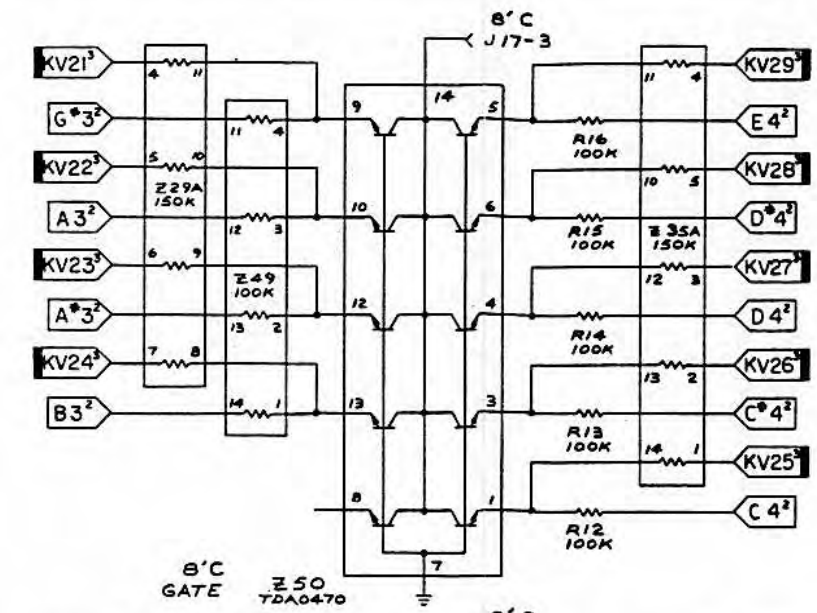 8' C
J17-3
KV21³
4 11
G*3²
11 4
KV22³
5 10
Z29A
150K
A3²
12 3
KV23³
6 9
Z49
100K
A*3²
13 2
KV24³
7 8
B3²
14 1
9 14 5
10 6
12 4
13 3
8 1
7
8'C
GATE
Z50
TDA0470
11 4
KV29³
E4²
R16
100K
10 5
KV28³
D*4²
R15
100K
Z35A
150K
12 3
KV27³
D4²
R14
100K
13 2
KV26³
C*4²
R13
100K
14 1
KV25³
C4²
R12
100K